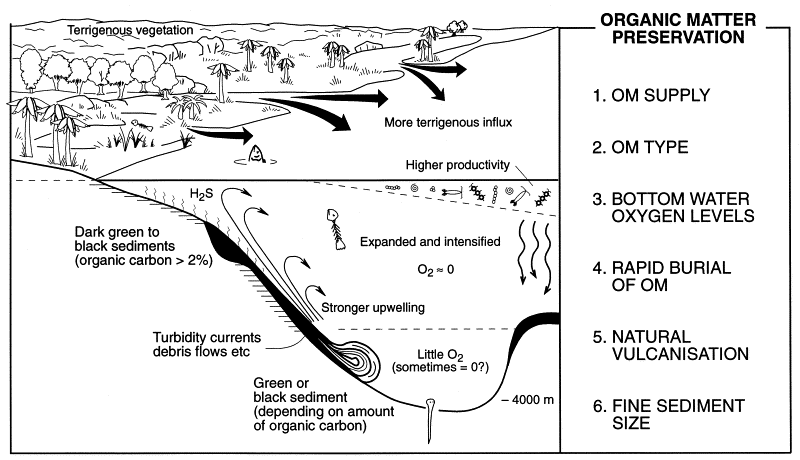 Terrigenous vegetation
More terrigenous influx
Higher productivity
H₂S
Dark green to
black sediments
(organic carbon > 2%)
Expanded and intensified
O₂ ≈ 0
Stronger upwelling
Turbidity currents
debris flows etc
Little O₂
(sometimes = 0?)
Green or
black sediment
(depending on amount
of organic carbon)
– 4000 m
ORGANIC MATTER
PRESERVATION
1. OM SUPPLY
2. OM TYPE
3. BOTTOM WATER
OXYGEN LEVELS
4. RAPID BURIAL
OF OM
5. NATURAL
VULCANISATION
6. FINE SEDIMENT
SIZE